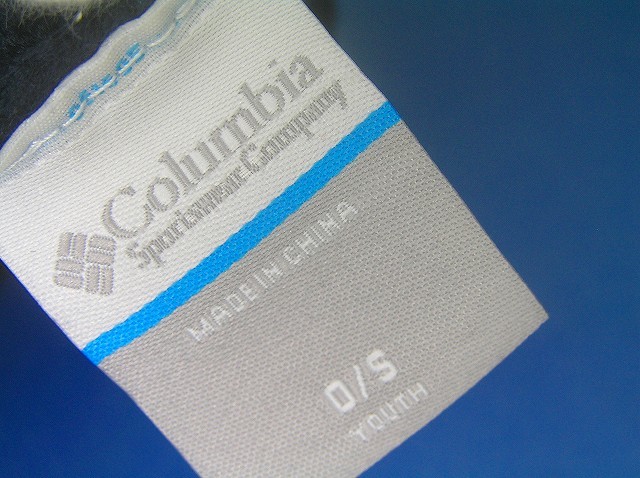 Columbia
Sportswear Company
MADE IN CHINA
O/S
YOUTH